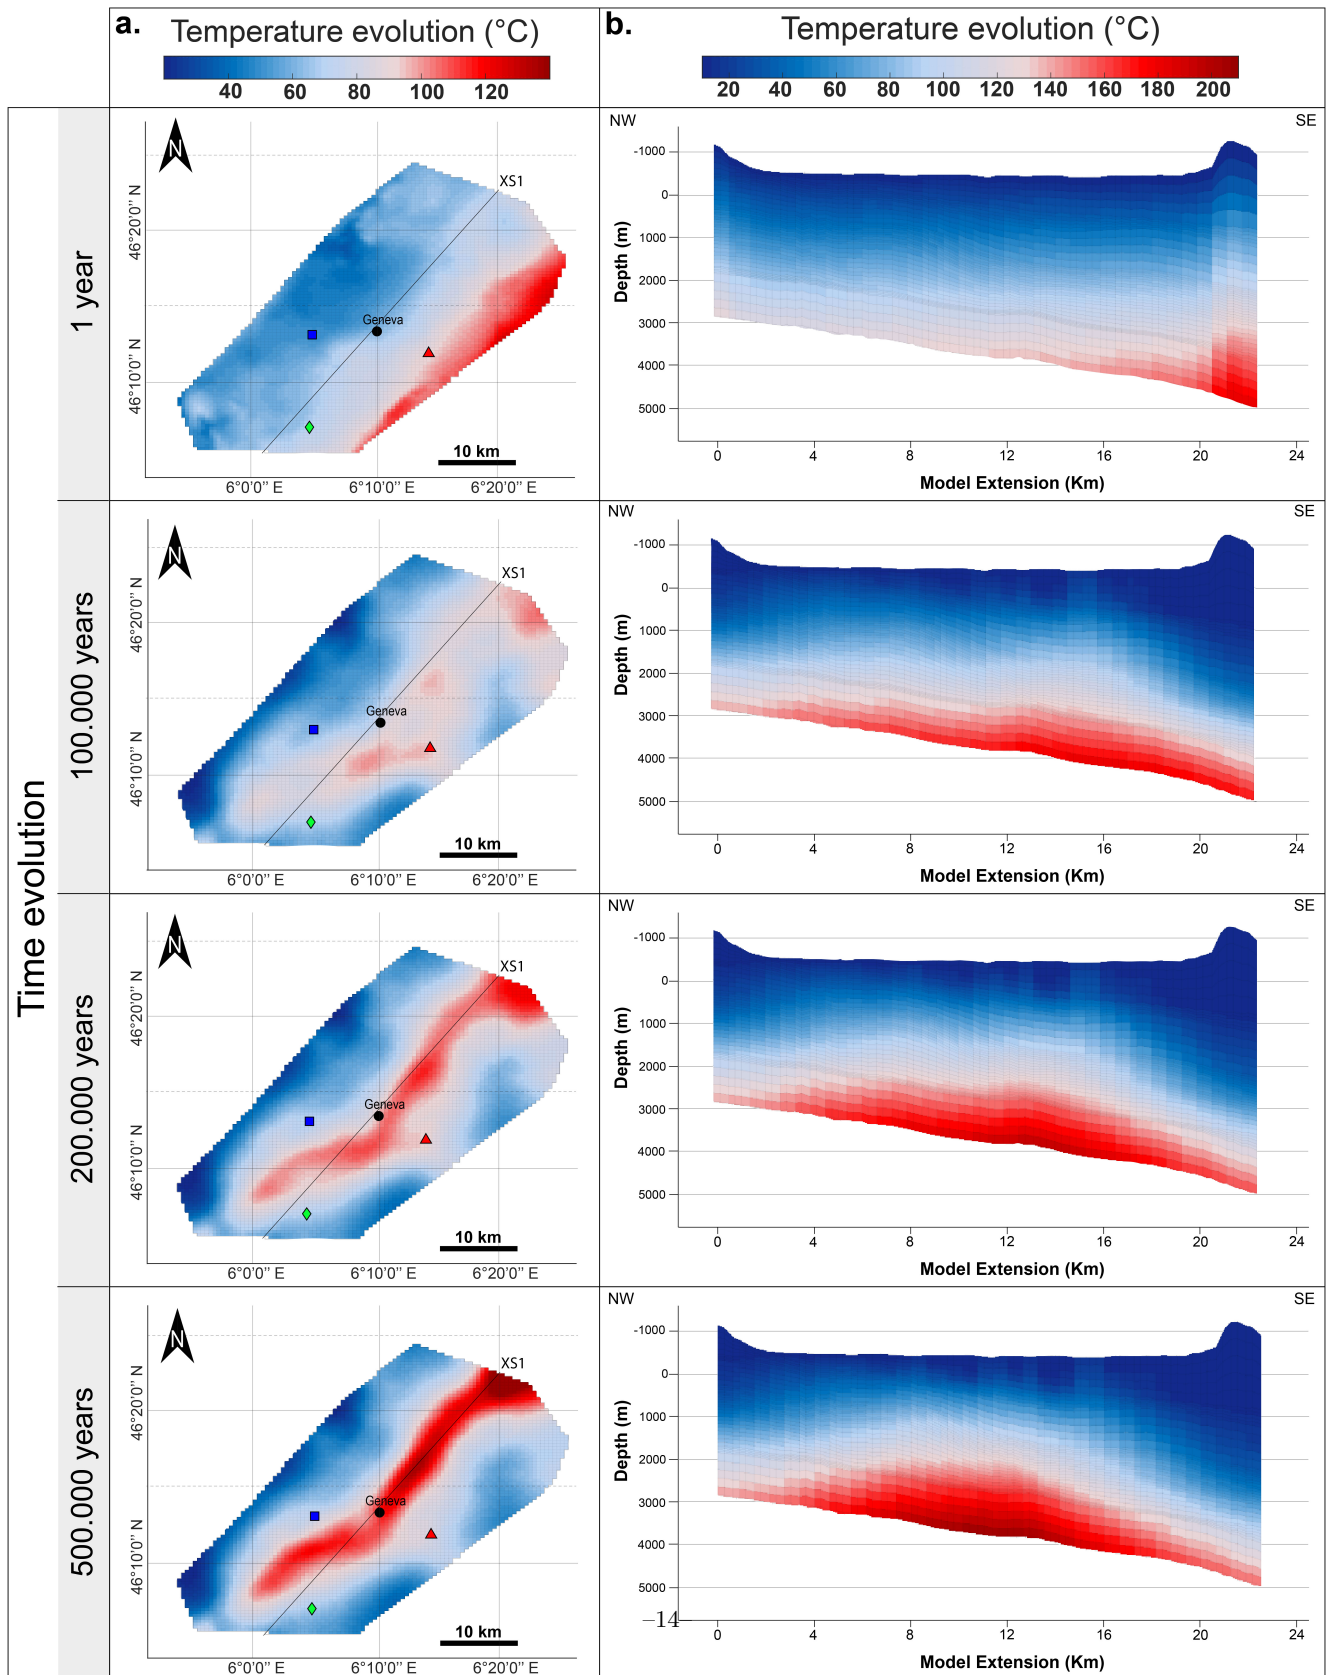 a.
Temperature evolution (°C)
40 60 80 100 120
b.
Temperature evolution (°C)
20 40 60 80 100 120 140 160 180 200
Time evolution
1 year
N
XS1
Geneva
46°20'0'' N
46°10'0'' N
10 km
6°0'0'' E 6°10'0'' E 6°20'0'' E
NW SE
Depth (m)
-1000
0
1000
2000
3000
4000
5000
0 4 8 12 16 20 24
Model Extension (Km)
100.000 years
N
XS1
Geneva
46°20'0'' N
46°10'0'' N
10 km
6°0'0'' E 6°10'0'' E 6°20'0'' E
NW SE
Depth (m)
-1000
0
1000
2000
3000
4000
5000
0 4 8 12 16 20 24
Model Extension (Km)
200.000 years
N
XS1
Geneva
46°20'0'' N
46°10'0'' N
10 km
6°0'0'' E 6°10'0'' E 6°20'0'' E
NW SE
Depth (m)
-1000
0
1000
2000
3000
4000
5000
0 4 8 12 16 20 24
Model Extension (Km)
500.000 years
N
XS1
Geneva
46°20'0'' N
46°10'0'' N
10 km
6°0'0'' E 6°10'0'' E 6°20'0'' E
NW SE
Depth (m)
-1000
0
1000
2000
3000
4000
5000
–14–
0 4 8 12 16 20 24
Model Extension (Km)